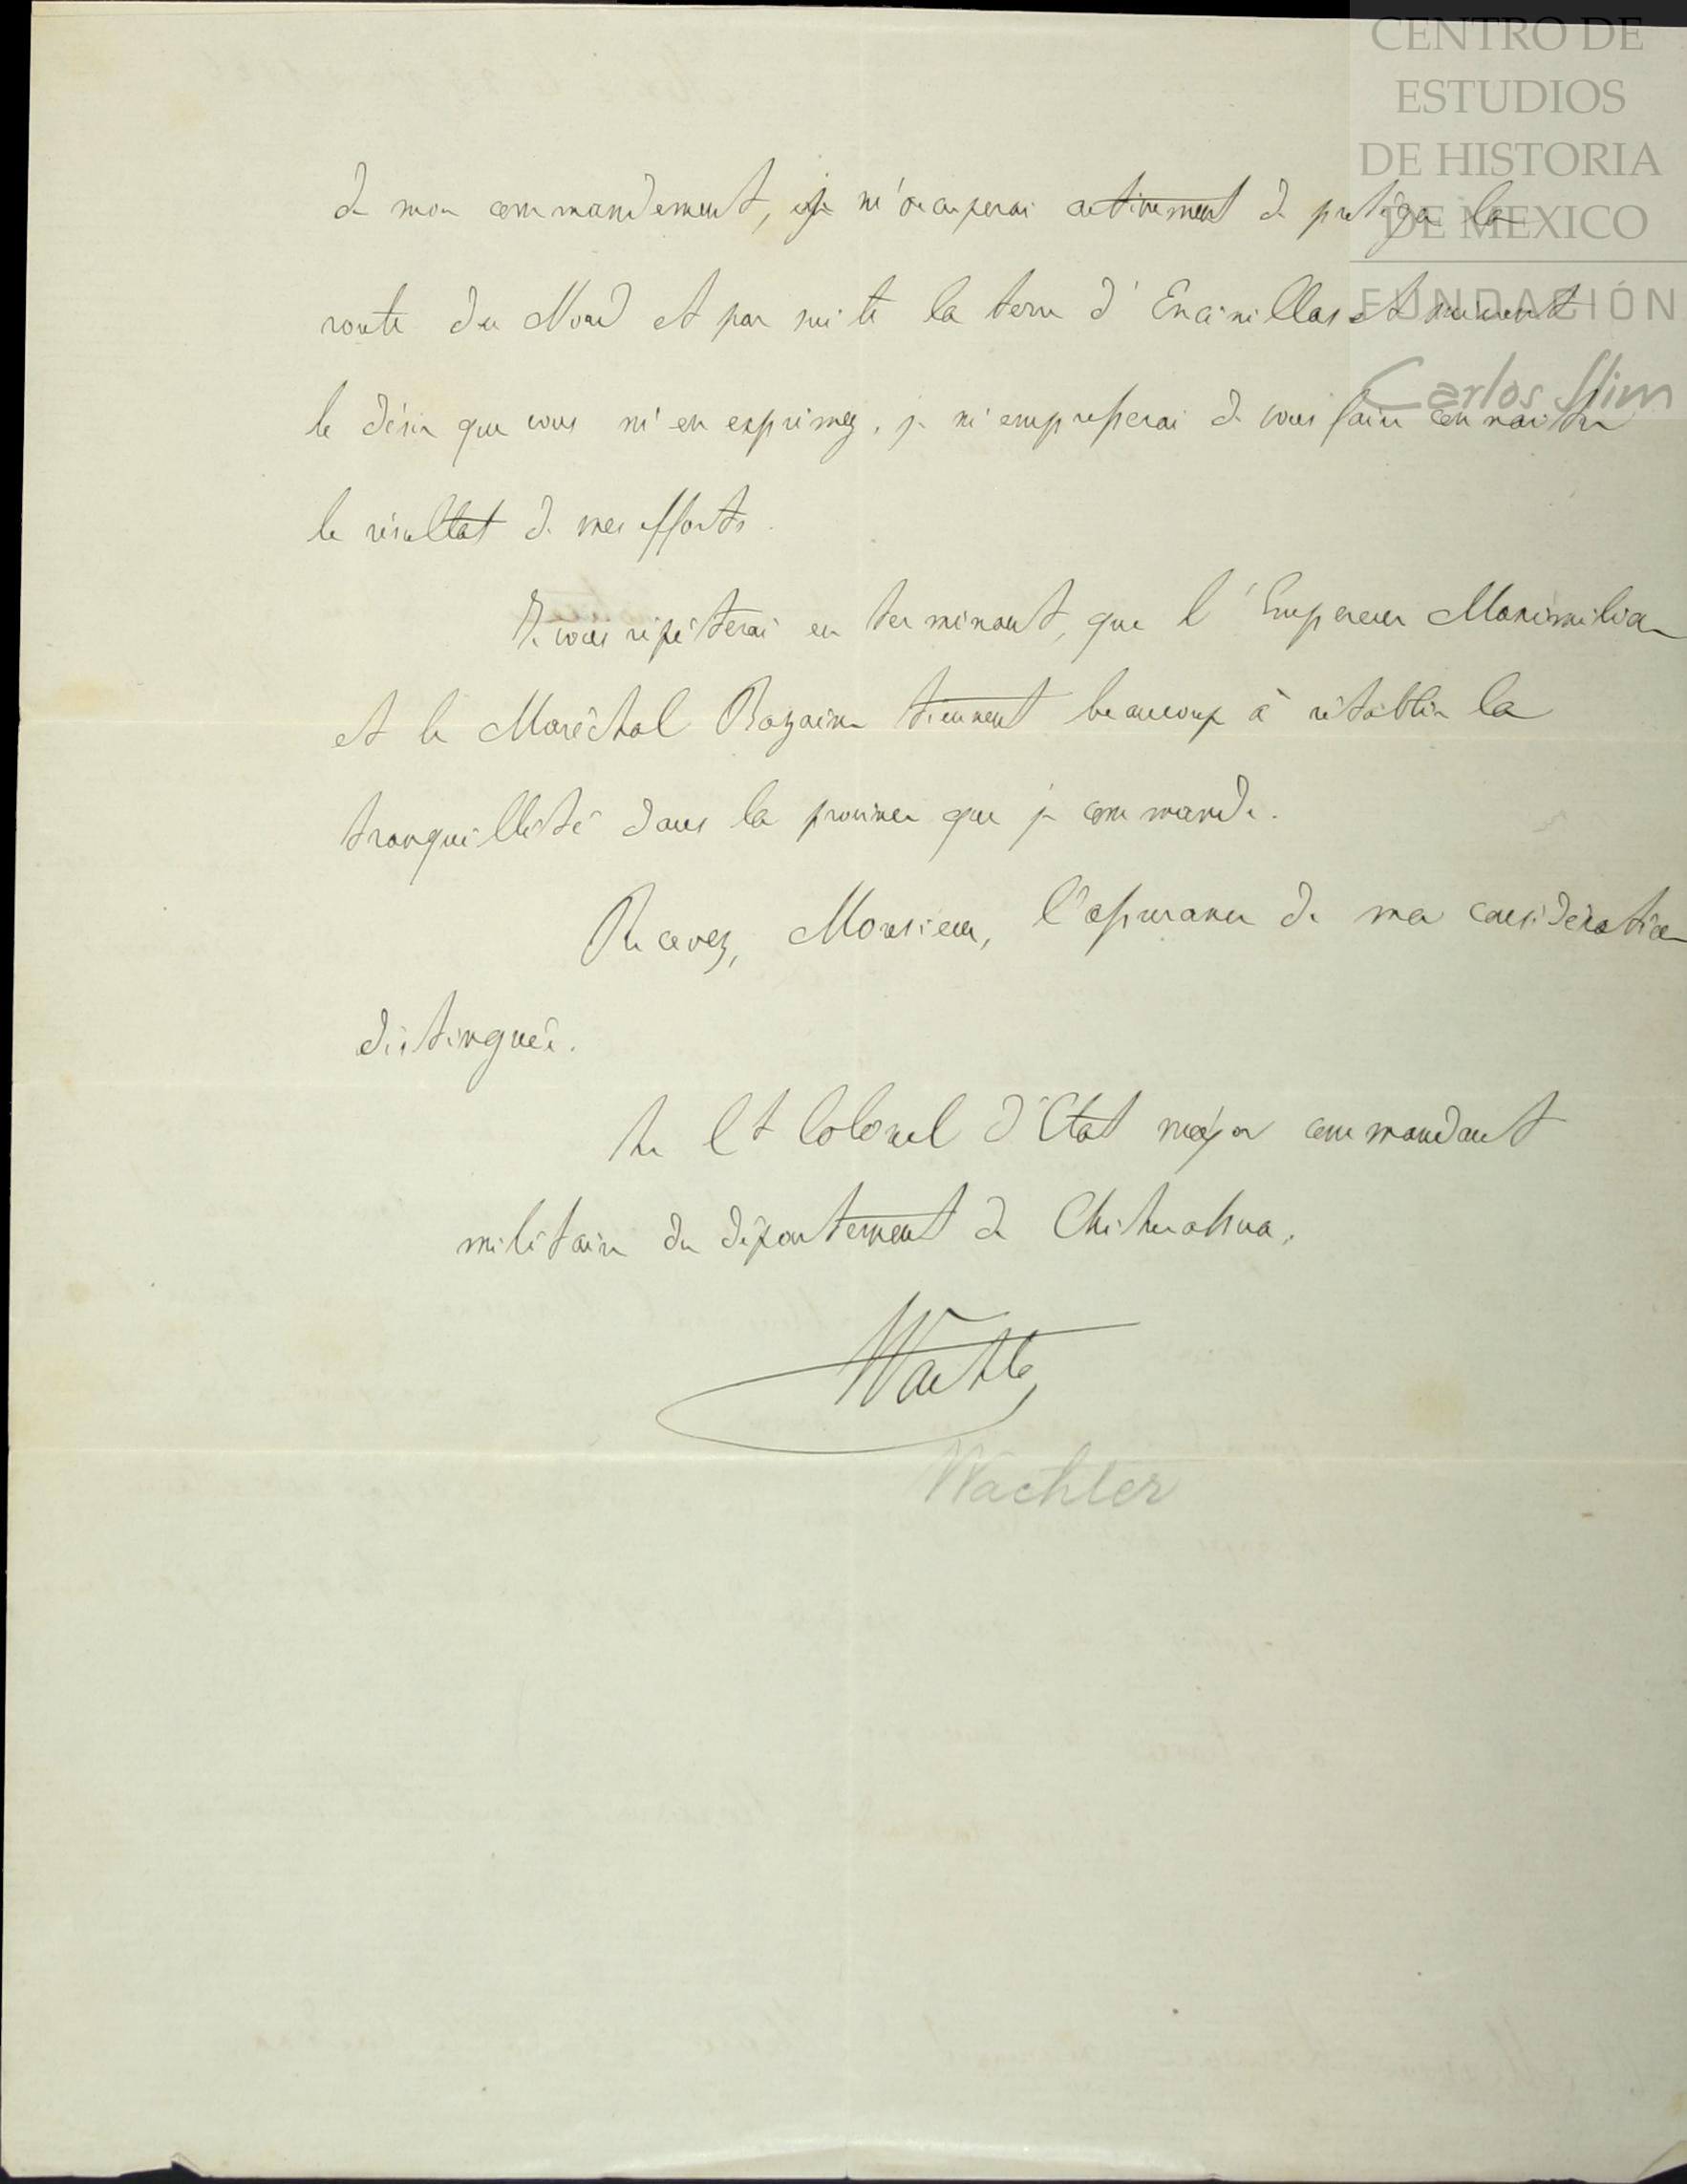 CENTRO DE
ESTUDIOS
DE HISTORIA
DE MEXICO
FUNDACIÓN
Carlos Slim
de mon commandement, je m'occuperai activement de protéger la
route du Nord et par suite la terre d'Encinillas et suivant
le désir que vous m'en exprimez, je m'empresserai de vous faire connaitre
le résultat de mes efforts.
Je vous répéterai en terminant, que l'Empereur Maximilien
et le Maréchal Bazaine tiennent beaucoup à rétablir la
tranquillité dans la province que je commande.
Recevez, Monsieur, l'assurance de ma considération
distinguée.
Le Lt Colonel d'Etat major commandant
militaire du département de Chihuahua,
Wachter
Wachter